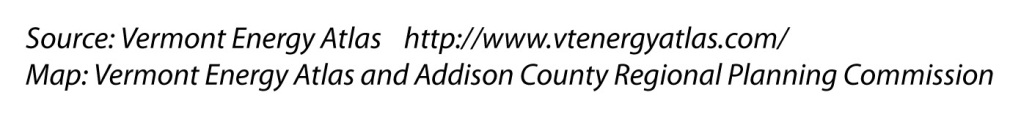 Source: Vermont Energy Atlas   http://www.vtenergyatlas.com/
Map: Vermont Energy Atlas and Addison County Regional Planning Commission